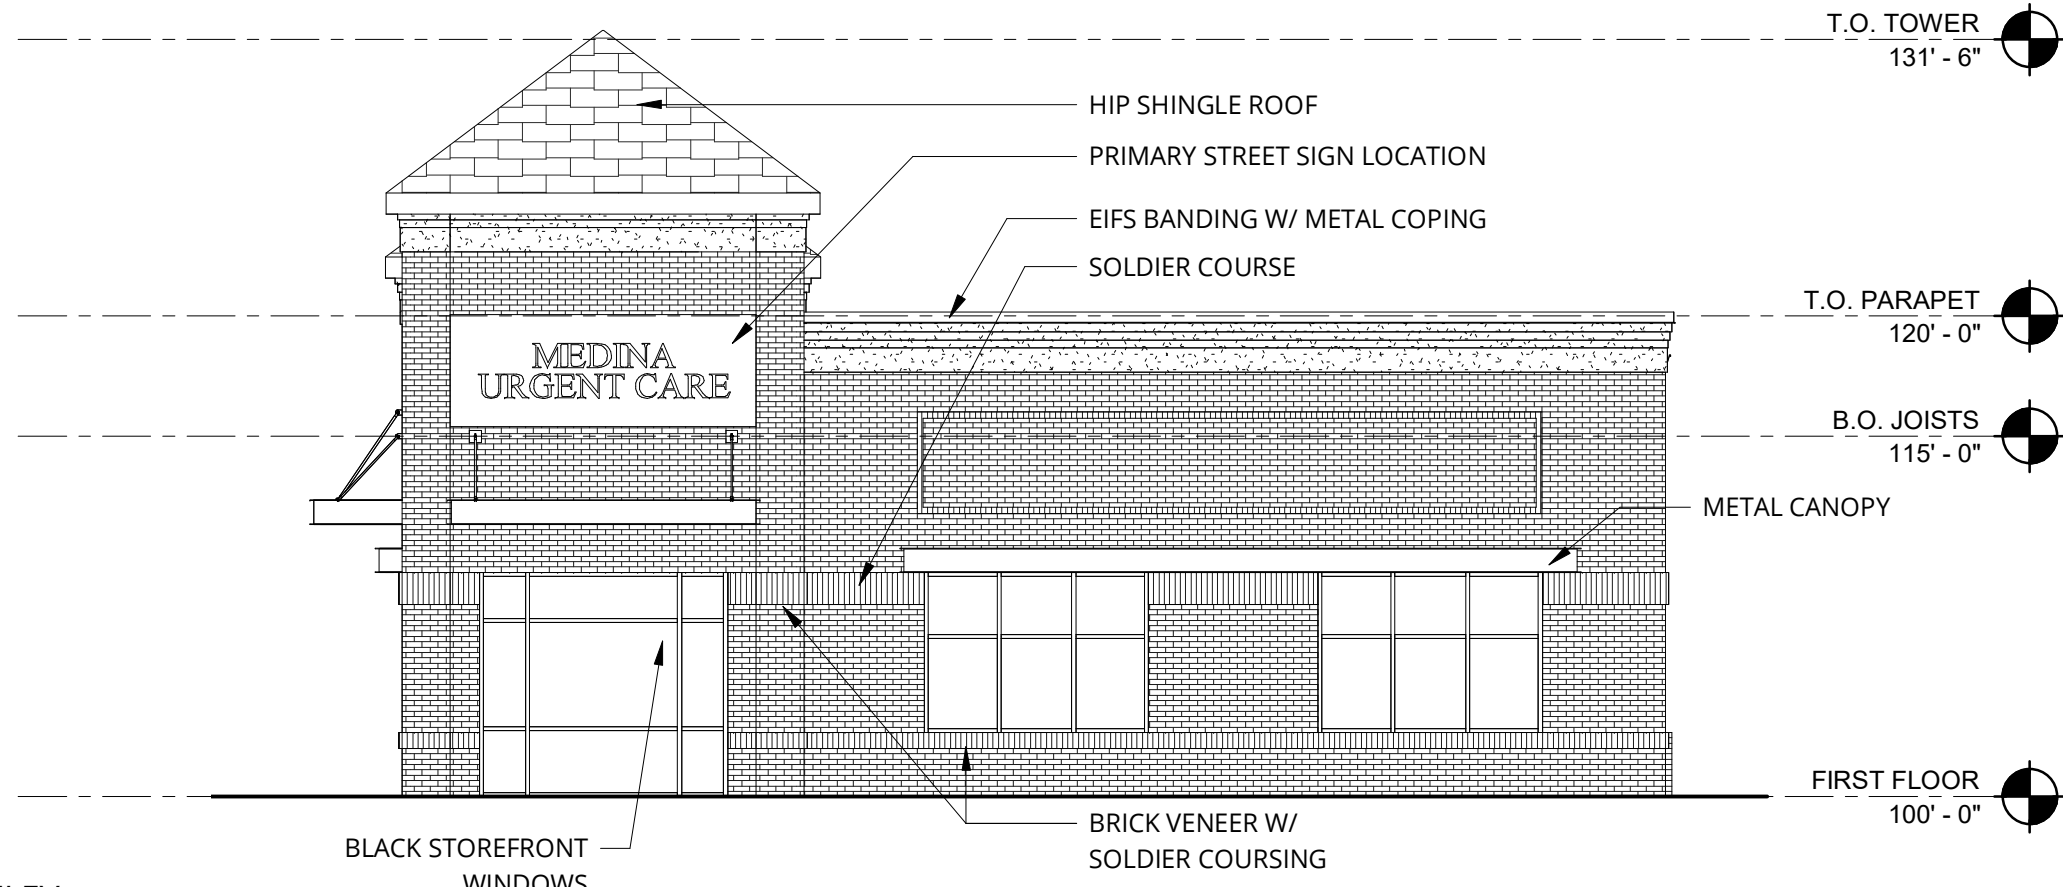 T.O. TOWER
131' - 6"
HIP SHINGLE ROOF
PRIMARY STREET SIGN LOCATION
EIFS BANDING W/ METAL COPING
SOLDIER COURSE
T.O. PARAPET
120' - 0"
MEDINA
URGENT CARE
B.O. JOISTS
115' - 0"
METAL CANOPY
FIRST FLOOR
100' - 0"
BRICK VENEER W/
SOLDIER COURSING
BLACK STOREFRONT
WINDOWS